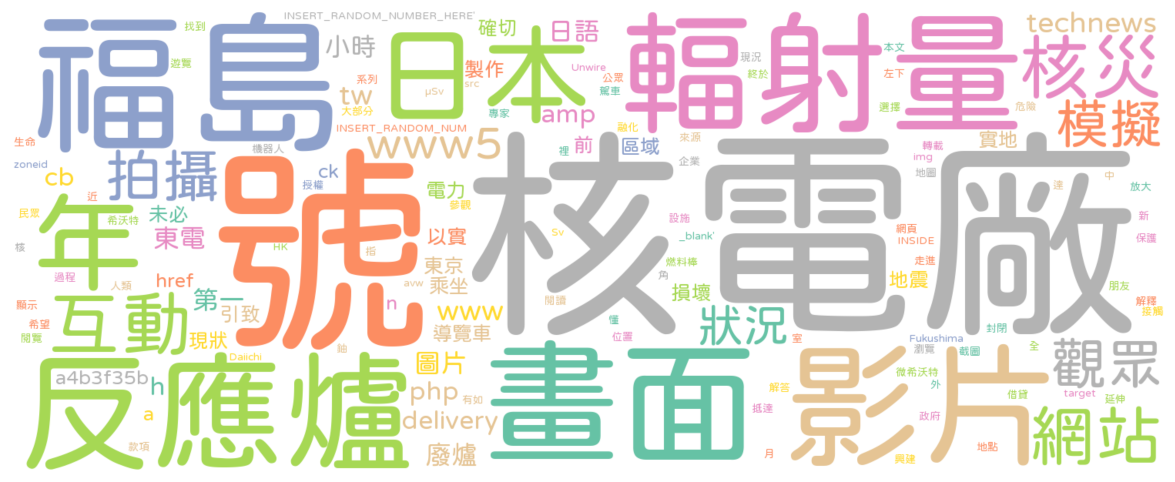 INSERT_RANDOM_NUMBER_HERE'
福島
日本
輻射量
核災
technews
找到
小時
確切
日語
本文
現況
終於
遊覽
系列
製作
Unwire
公眾
左下
tw
μSv
src
駕車
大部分
專家
amp
選擇
危險
模擬
INSERT_RANDOM_NUM
www5
融化
來源
實地
生命
機器人
裡
前
區域
轉載
img
zoneid
拍攝
ck
授權
企業
地圖
核電廠
cb
近
年
號
電力
參觀
達
中
放大
民眾
希沃特
未必
設施
新
核
東電
HK
以實
Sv
_blank'
網頁
INSIDE
保護
指
過程
人類
href
東京
燃料棒
角
走進
avw
乘坐
地震
朋友
顯示
第一
n
www
閱讀
損壞
解釋
接觸
希望
互動
引致
導覽車
懂
位置
狀況
室
封閉
閱覽
現狀
Fukushima
全
Daiichi
鈾
圖片
瀏覽
截圖
觀眾
反應爐
畫面
影片
a4b3f35b
h
php
有如
解答
微希沃特
外
借貸
target
延伸
a
delivery
抵達
政府
網站
款項
廢爐
月
興建
地點